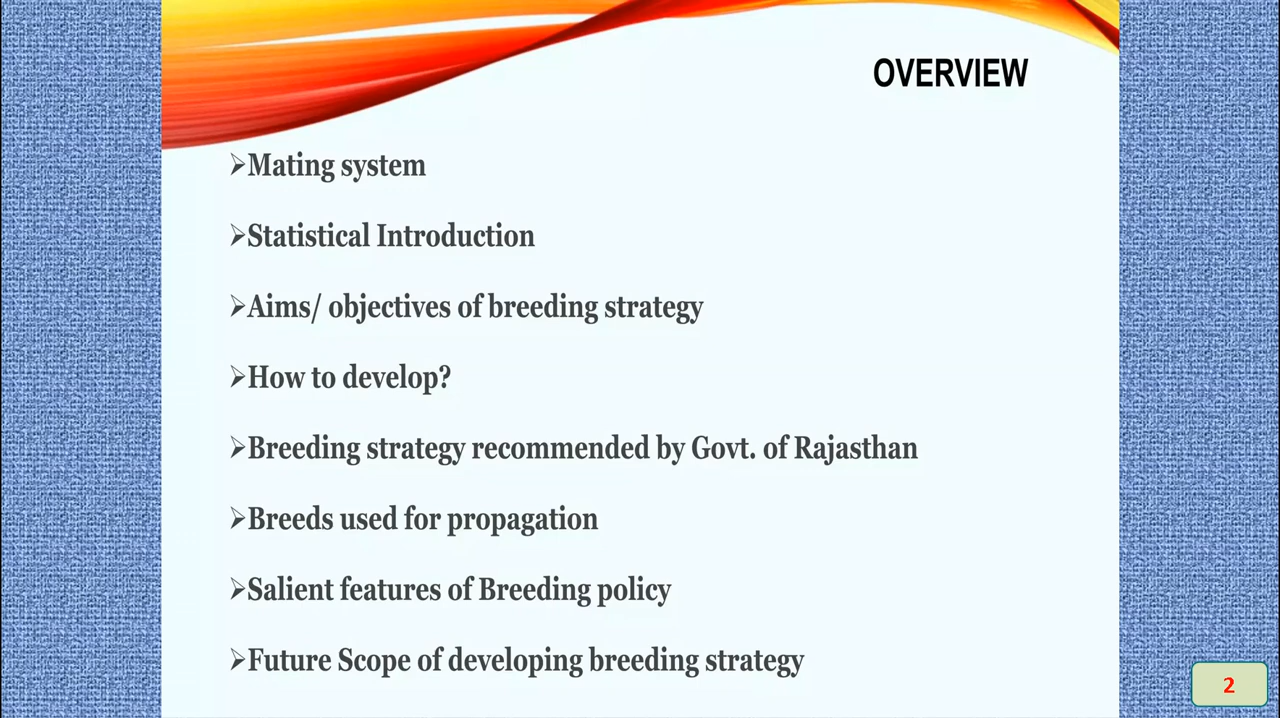 OVERVIEW
➢Mating system
➢Statistical Introduction
➢Aims/ objectives of breeding strategy
➢How to develop?
➢Breeding strategy recommended by Govt. of Rajasthan
➢Breeds used for propagation
➢Salient features of Breeding policy
➢Future Scope of developing breeding strategy
2